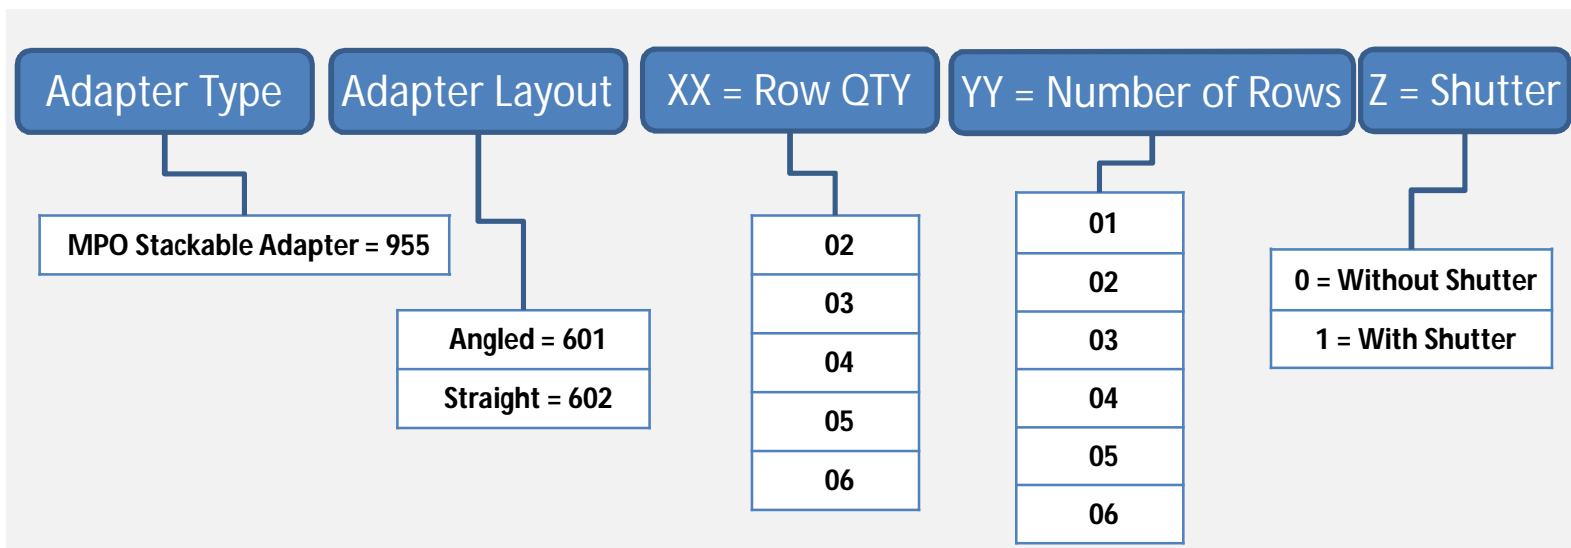 Adapter Type
Adapter Layout
XX = Row QTY
YY = Number of Rows
Z = Shutter
MPO Stackable Adapter = 955
Angled = 601
Straight = 602
02
03
04
05
06
01
02
03
04
05
06
0 = Without Shutter
1 = With Shutter